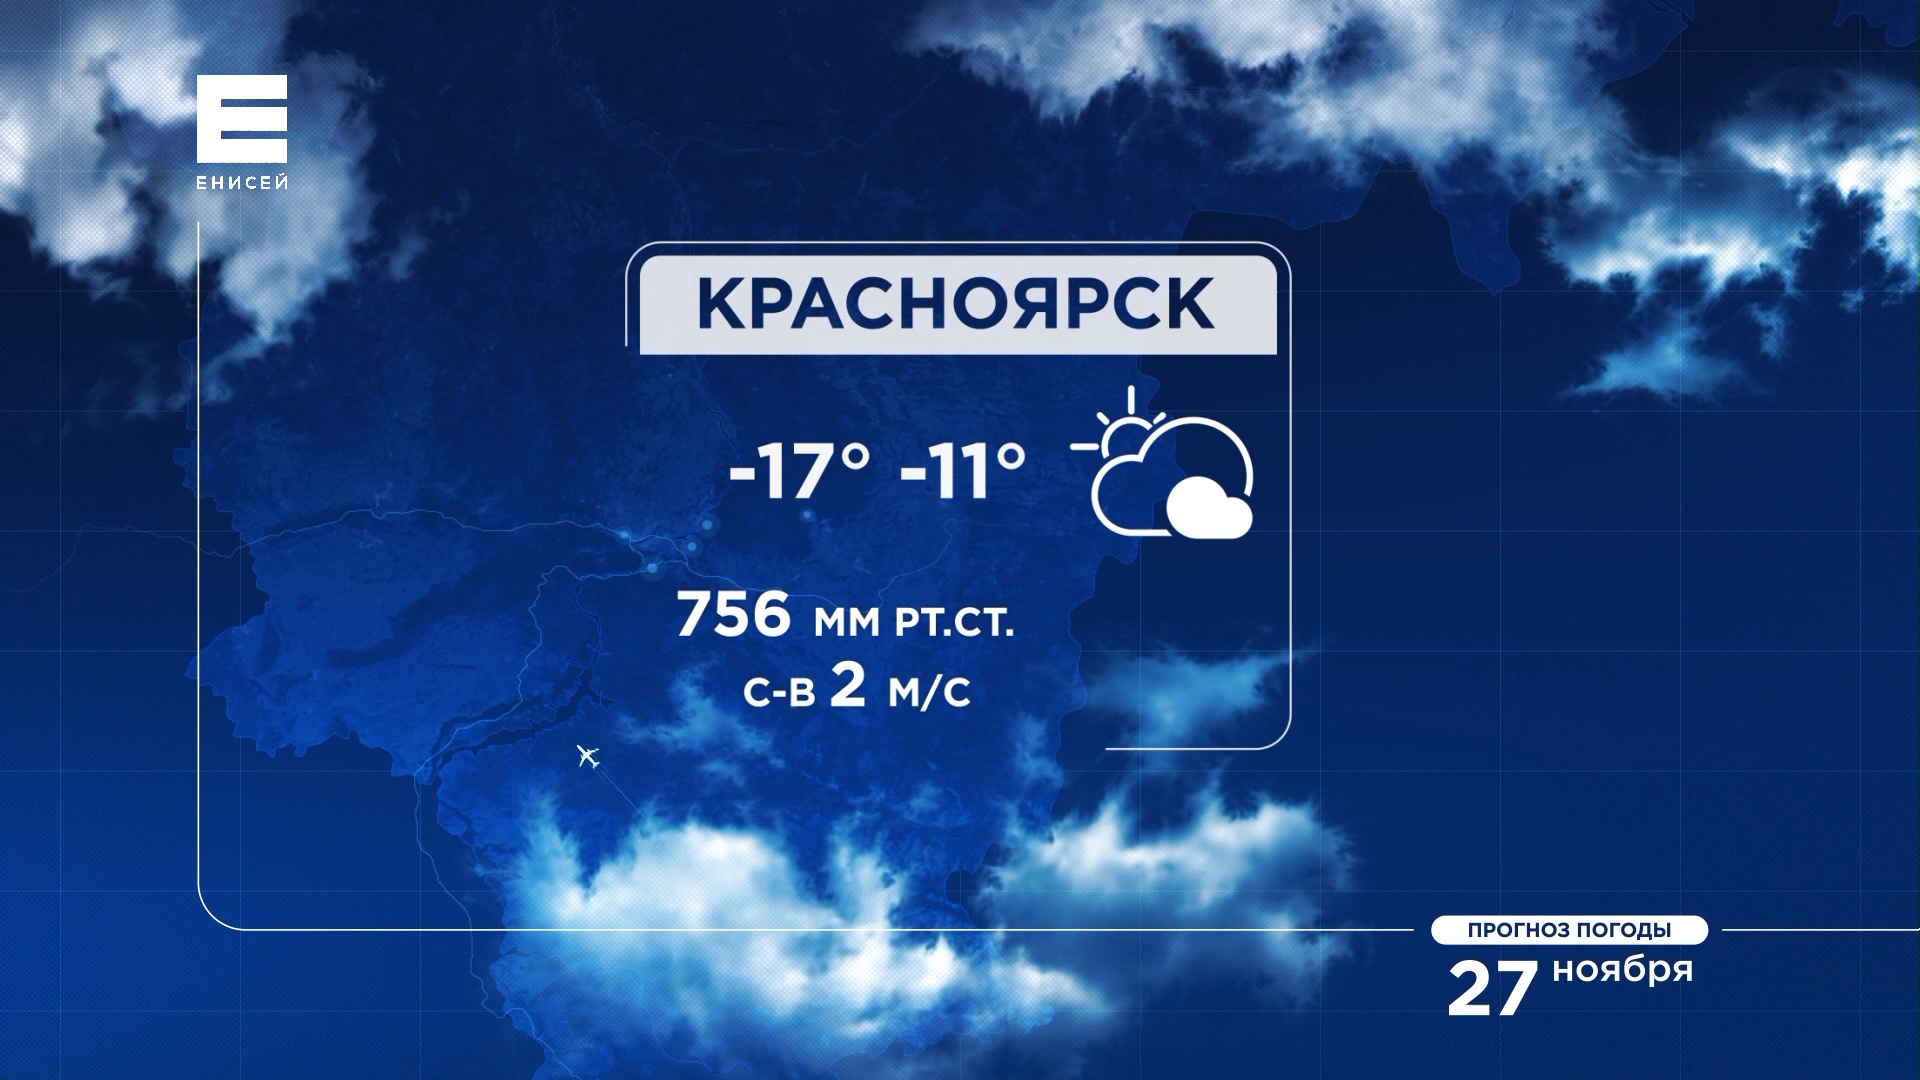 ЕНИСЕЙ
КРАСНОЯРСК
-17° -11°
756 ММ РТ.СТ.
С-В 2 М/С
ПРОГНОЗ ПОГОДЫ
27 ноября